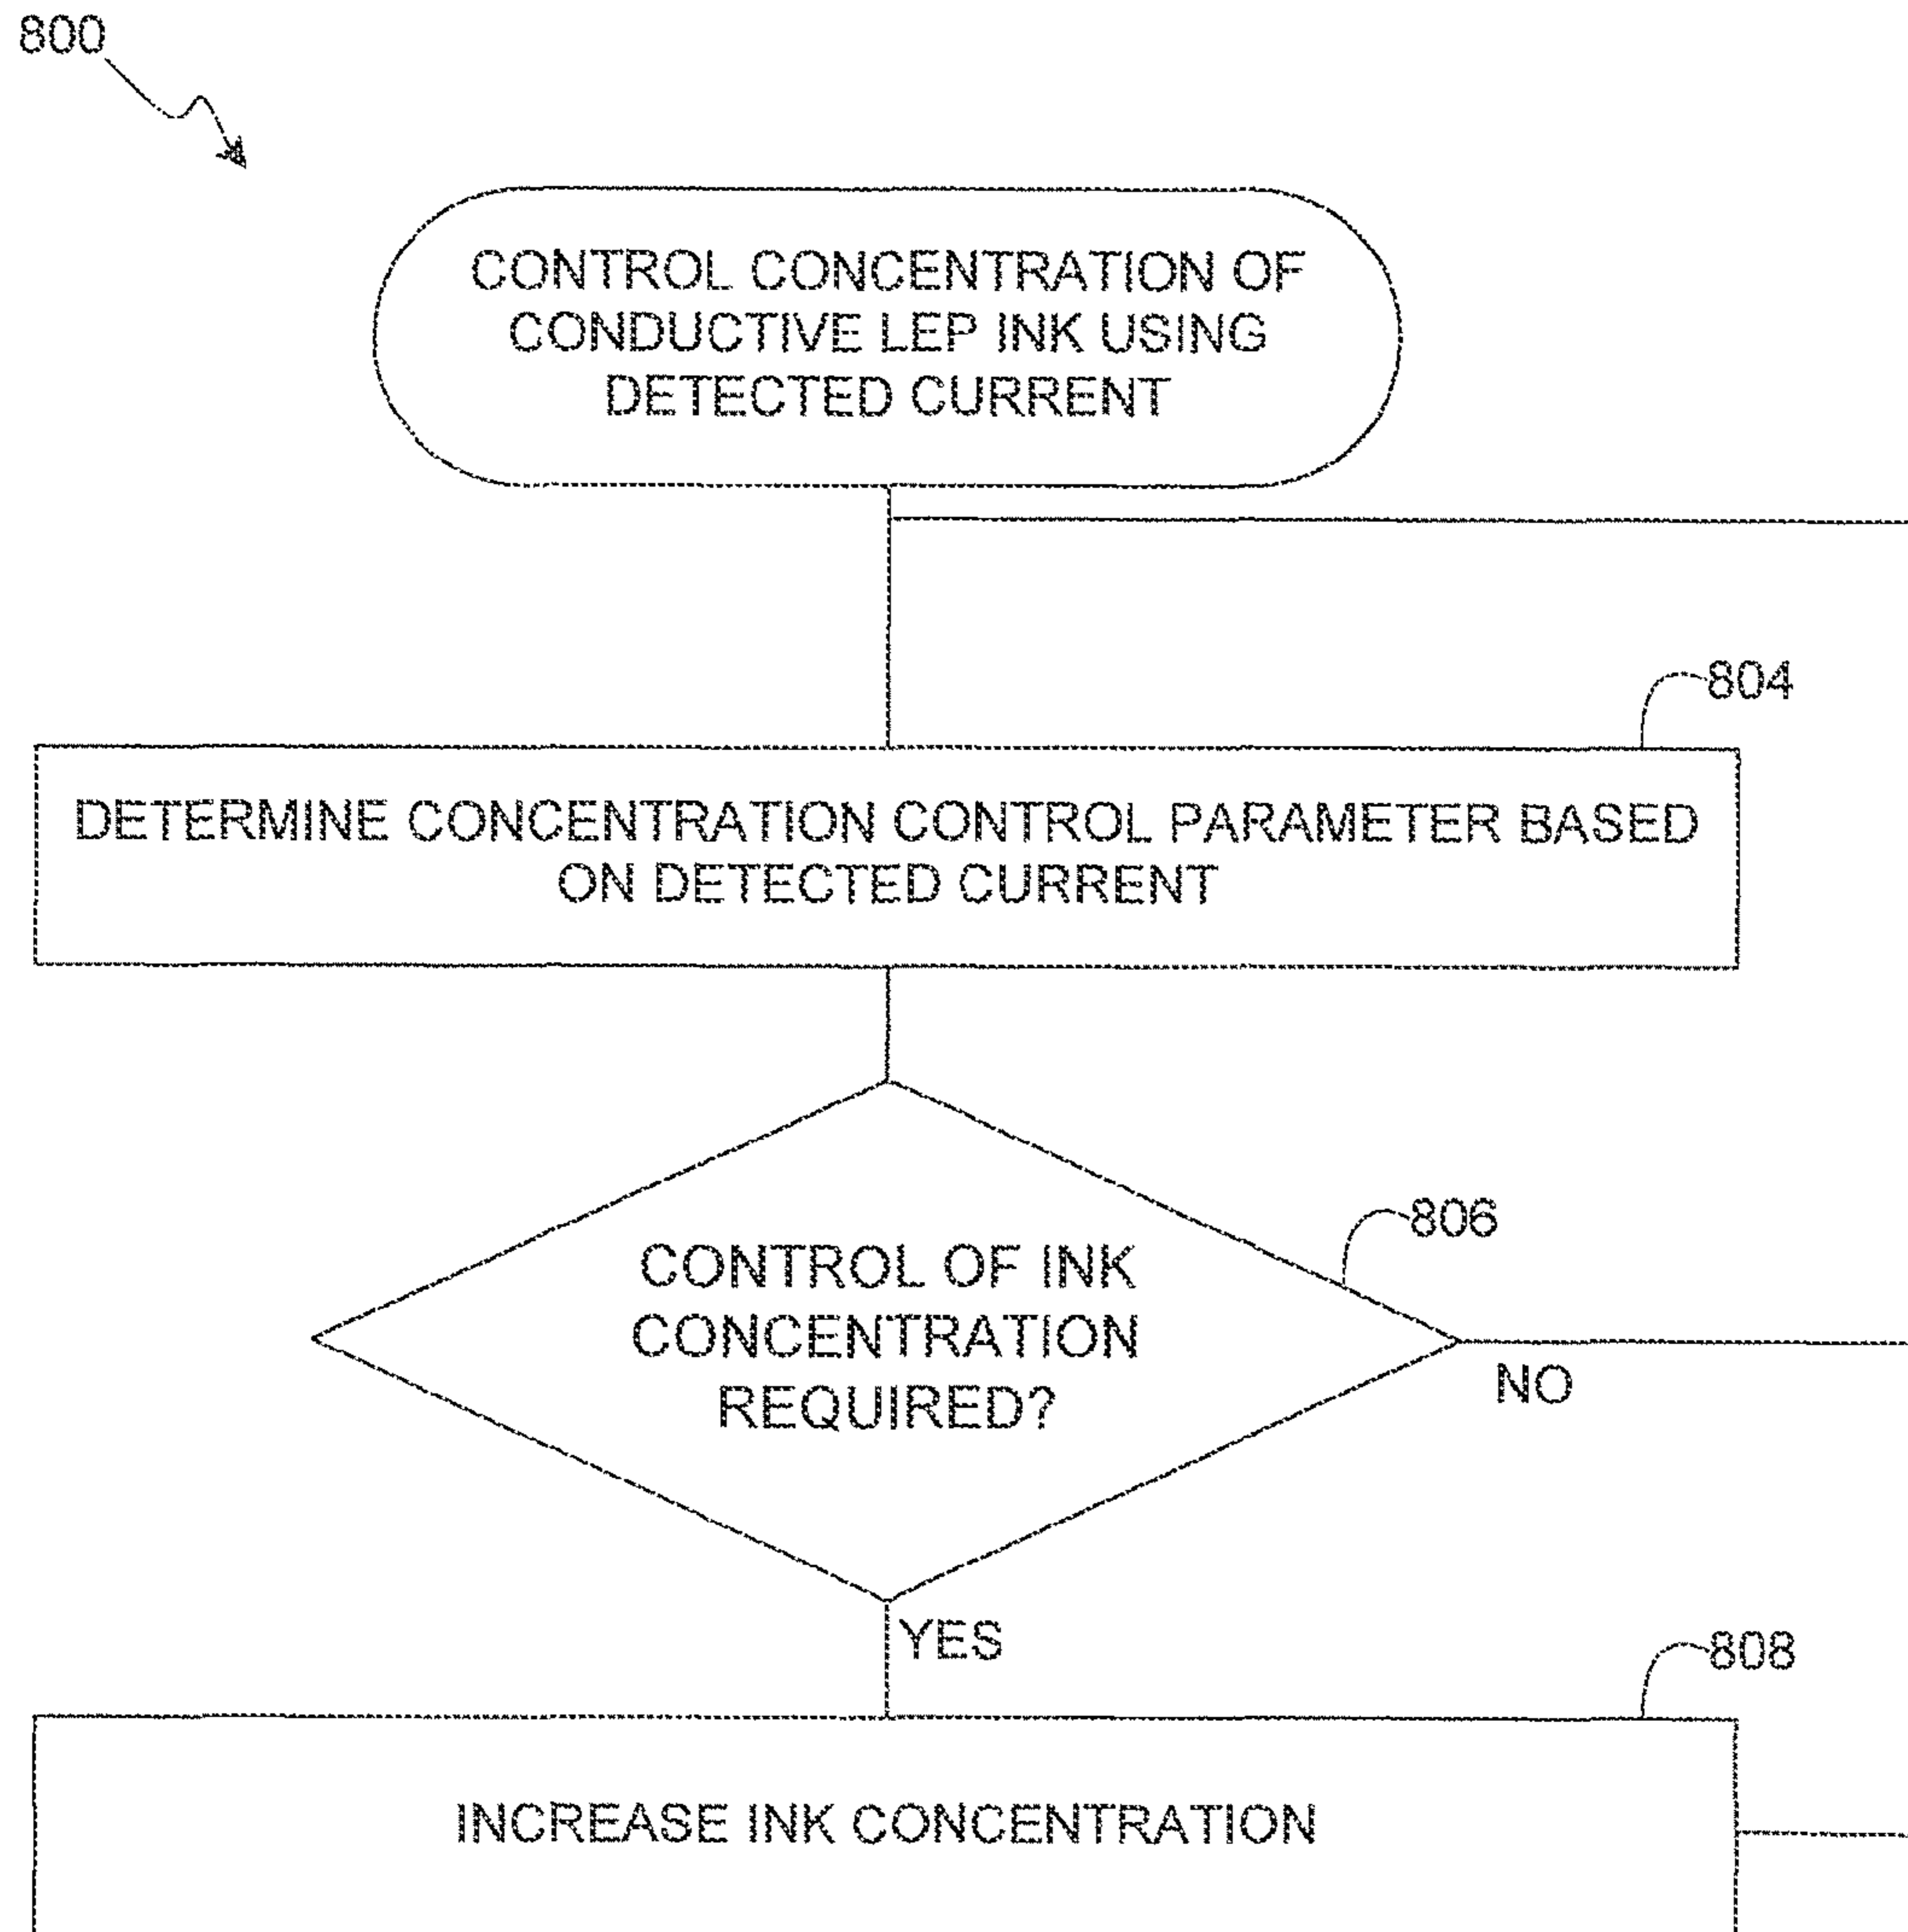 800
CONTROL CONCENTRATION OF
CONDUCTIVE LEP INK USING
DETECTED CURRENT
804
DETERMINE CONCENTRATION CONTROL PARAMETER BASED
ON DETECTED CURRENT
806
CONTROL OF INK
CONCENTRATION
REQUIRED?
NO
YES
808
INCREASE INK CONCENTRATION